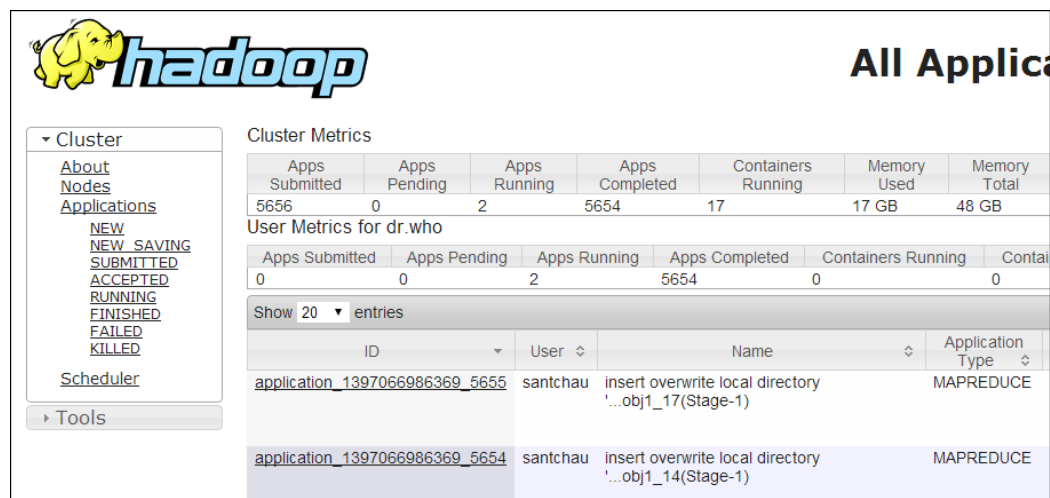 hadoop
All Applica
Cluster
About
Nodes
Applications
NEW
NEW_SAVING
SUBMITTED
ACCEPTED
RUNNING
FINISHED
FAILED
KILLED
Scheduler
Tools
Cluster Metrics
Apps Submitted Apps Pending Apps Running Apps Completed Containers Running Memory Used Memory Total
5656 0 2 5654 17 17 GB 48 GB
User Metrics for dr.who
Apps Submitted Apps Pending Apps Running Apps Completed Containers Running Contai
0 0 2 5654 0 0
Show 20 entries
ID User Name Application Type
application_1397066986369_5655 santchau insert overwrite local directory MAPREDUCE
'...obj1_17(Stage-1)
application_1397066986369_5654 santchau insert overwrite local directory MAPREDUCE
'...obj1_14(Stage-1)